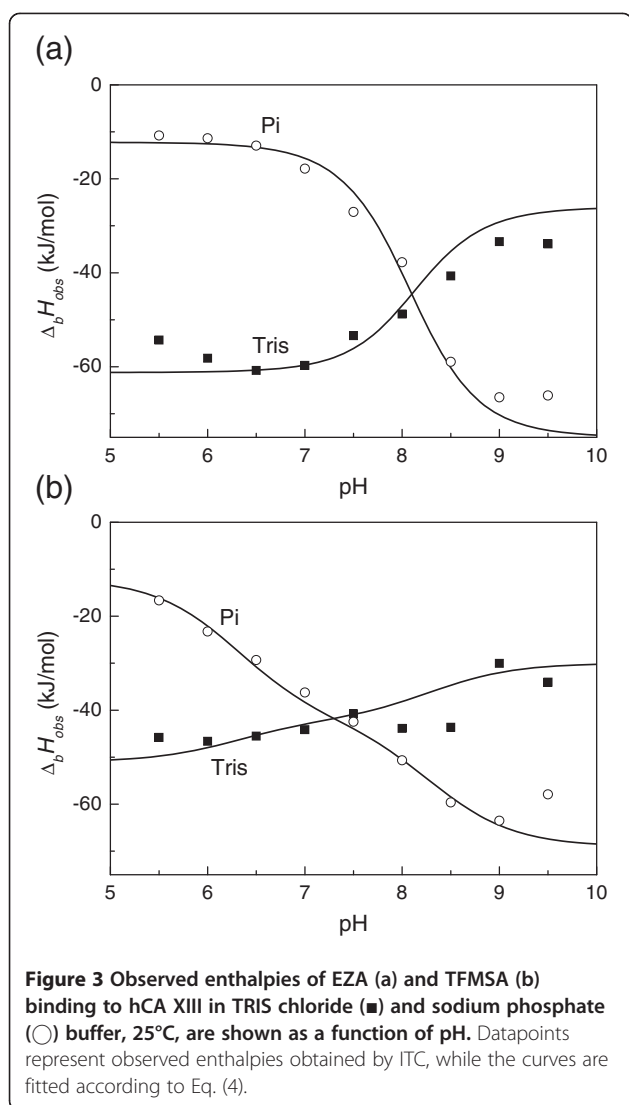 (a)
0
-20
-40
-60
Δ_bH_obs (kJ/mol)
Pi
Tris
5 6 7 8 9 10
pH
(b)
0
-20
-40
-60
Δ_bH_obs (kJ/mol)
Pi
Tris
5 6 7 8 9 10
pH
Figure 3 Observed enthalpies of EZA (a) and TFMSA (b)
binding to hCA XIII in TRIS chloride (■) and sodium phosphate
(○) buffer, 25°C, are shown as a function of pH. Datapoints
represent observed enthalpies obtained by ITC, while the curves are
fitted according to Eq. (4).